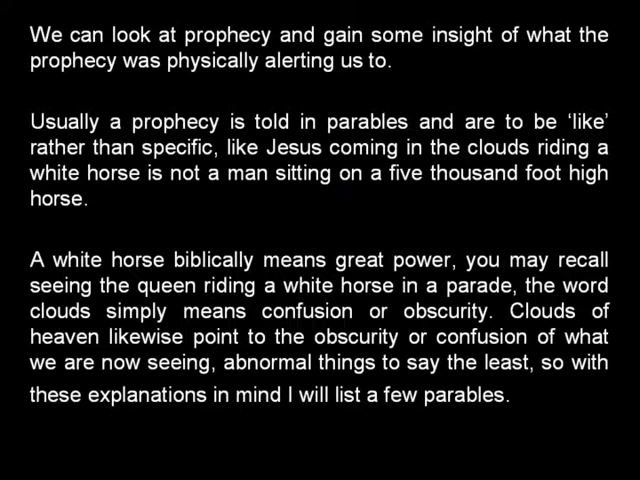 We can look at prophecy and gain some insight of what the
prophecy was physically alerting us to.
Usually a prophecy is told in parables and are to be ‘like’
rather than specific, like Jesus coming in the clouds riding a
white horse is not a man sitting on a five thousand foot high
horse.
A white horse biblically means great power, you may recall
seeing the queen riding a white horse in a parade, the word
clouds simply means confusion or obscurity. Clouds of
heaven likewise point to the obscurity or confusion of what
we are now seeing, abnormal things to say the least, so with
these explanations in mind I will list a few parables.